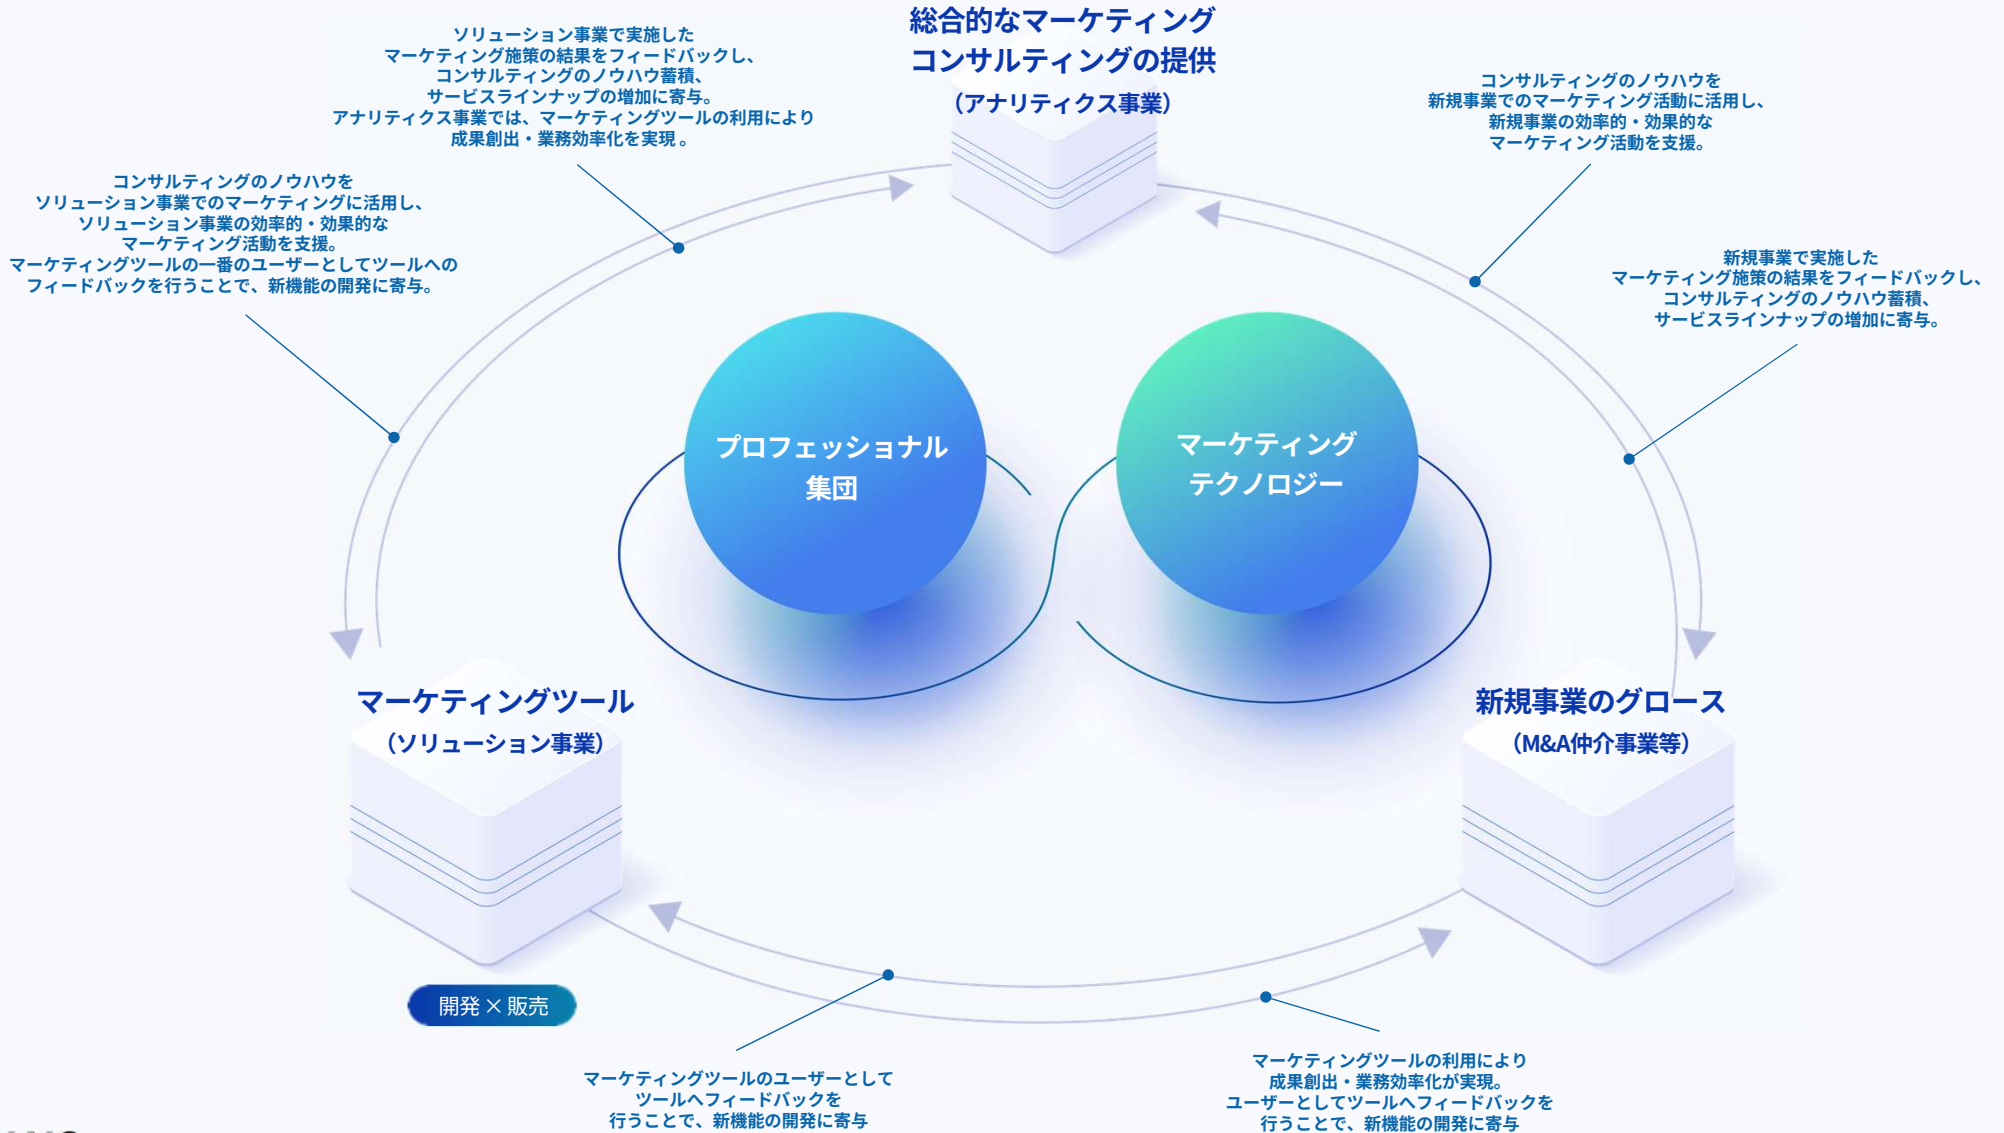 総合的なマーケティング
コンサルティングの提供
（アナリティクス事業）
ソリューション事業で実施した
マーケティング施策の結果をフィードバックし、
コンサルティングのノウハウ蓄積、
サービスラインナップの増加に寄与。
アナリティクス事業では、マーケティングツールの利用により
成果創出・業務効率化を実現。
コンサルティングのノウハウを
新規事業でのマーケティング活動に活用し、
新規事業の効率的・効果的な
マーケティング活動を支援。
コンサルティングのノウハウを
ソリューション事業でのマーケティングに活用し、
ソリューション事業の効率的・効果的な
マーケティング活動を支援。
マーケティングツールの一番のユーザーとしてツールへの
フィードバックを行うことで、新機能の開発に寄与。
新規事業で実施した
マーケティング施策の結果をフィードバックし、
コンサルティングのノウハウ蓄積、
サービスラインナップの増加に寄与。
プロフェッショナル
集団
マーケティング
テクノロジー
マーケティングツール
（ソリューション事業）
新規事業のグロース
（M&A仲介事業等）
開発×販売
マーケティングツールのユーザーとして
ツールへフィードバックを
行うことで、新機能の開発に寄与
マーケティングツールの利用により
成果創出・業務効率化が実現。
ユーザーとしてツールへフィードバックを
行うことで、新機能の開発に寄与